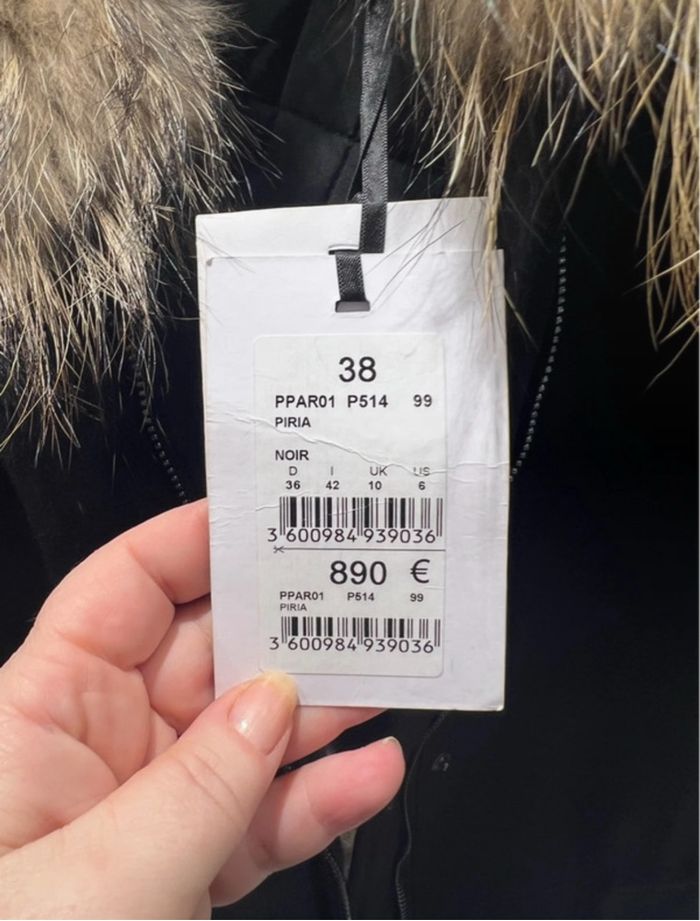 38
PPAR01 P514 99
PIRIA
NOIR
D I UK US
36 42 10 6
3 600984 939036
890 €
PPAR01 P514 99
PIRIA
3 600984 939036